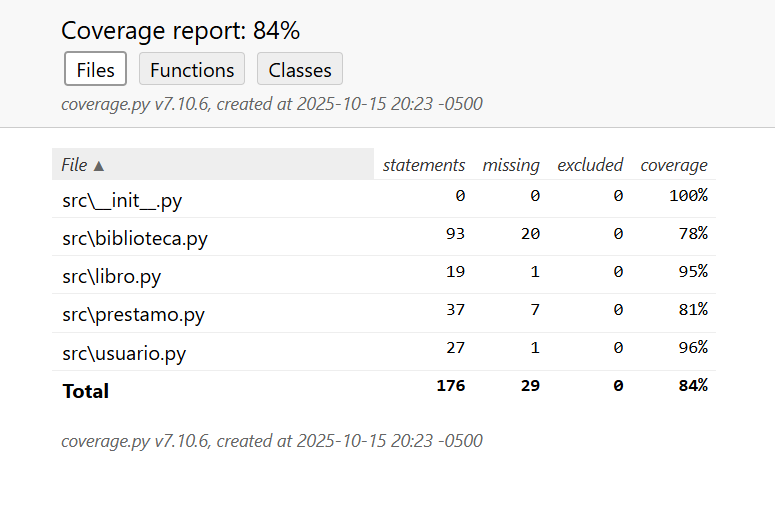 Coverage report: 84%
Files Functions Classes
coverage.py v7.10.6, created at 2025-10-15 20:23 -0500
File ▲ statements missing excluded coverage
src\__init__.py 0 0 0 100%
src\biblioteca.py 93 20 0 78%
src\libro.py 19 1 0 95%
src\prestamo.py 37 7 0 81%
src\usuario.py 27 1 0 96%
Total 176 29 0 84%
coverage.py v7.10.6, created at 2025-10-15 20:23 -0500